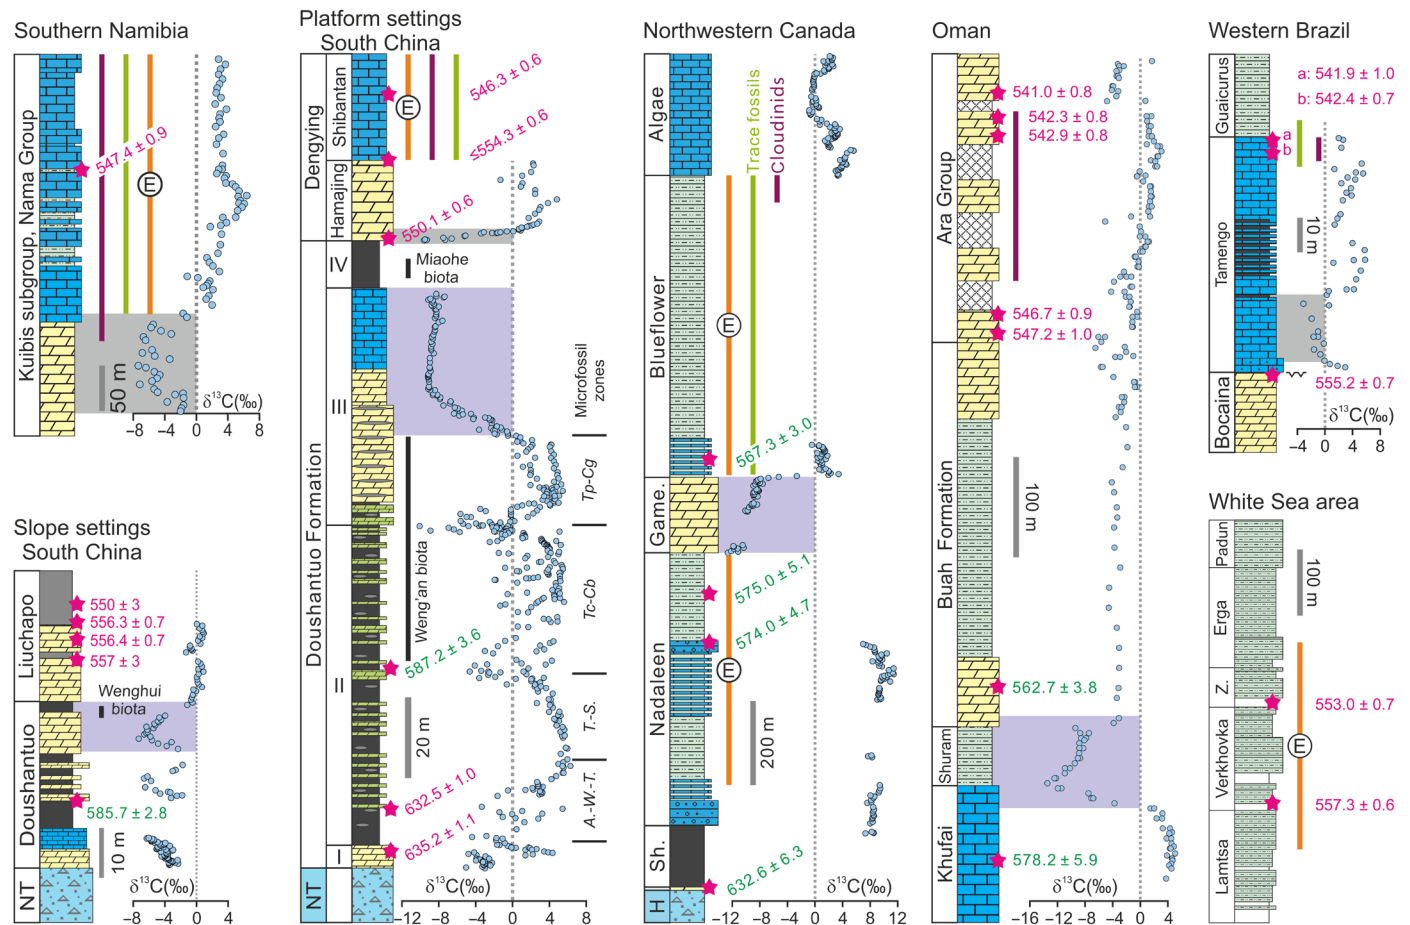 Southern Namibia
Kuibis subgroup, Nama Group
547.4 ± 0.9
E
50 m
δ¹³C(‰)
−8 −4 0 4 8
Slope settings
South China
Liuchapo
Doushantuo
NT
550 ± 3
556.3 ± 0.7
556.4 ± 0.7
557 ± 3
Wenghui
biota
585.7 ± 2.8
10 m
δ¹³C(‰)
−8 −4 0 4
Platform settings
South China
Dengying
Shibantan
Hamajing
Doushantuo Formation
IV
III
II
I
NT
E
546.3 ± 0.6
≤554.3 ± 0.6
550.1 ± 0.6
Miaohe
biota
Weng'an biota
587.2 ± 3.6
20 m
632.5 ± 1.0
635.2 ± 1.1
Microfossil
zones
Tp-Cg
Tc-Cb
T.-S.
A.-W.-T.
δ¹³C(‰)
−12 −8 −4 0 4 8
Northwestern Canada
Algae
Blueflower
Game.
Nadaleen
Sh.
H
Trace fossils
Cloudinids
E
567.3 ± 3.0
575.0 ± 5.1
574.0 ± 4.7
E
200 m
632.6 ± 6.3
δ¹³C(‰)
−12 −8 −4 0 4 8 12
Oman
Ara Group
Buah Formation
Shuram
Khufai
541.0 ± 0.8
542.3 ± 0.8
542.9 ± 0.8
546.7 ± 0.9
547.2 ± 1.0
100 m
562.7 ± 3.8
578.2 ± 5.9
δ¹³C(‰)
−16 −12 −8 −4 0 4
Western Brazil
Guaicurus
Tamengo
Bocaina
a: 541.9 ± 1.0
b: 542.4 ± 0.7
a
b
10 m
555.2 ± 0.7
δ¹³C(‰)
−4 0 4 8
White Sea area
Padun
Erga
Z.
Verkhovka
Lamtsa
100 m
553.0 ± 0.7
E
557.3 ± 0.6